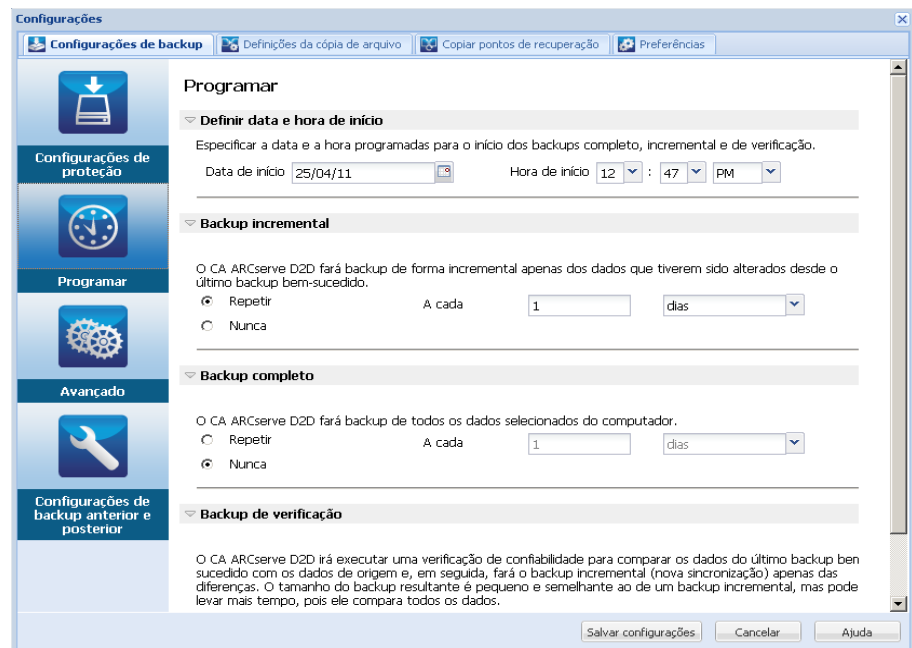 Configurações
Configurações de backup
Definições da cópia de arquivo
Copiar pontos de recuperação
Preferências
Configurações de
proteção
Programar
Avançado
Configurações de
backup anterior e
posterior
Programar
Definir data e hora de início
Especificar a data e a hora programadas para o início dos backups completo, incremental e de verificação.
Data de início 25/04/11 Hora de início 12 : 47 PM
Backup incremental
O CA ARCserve D2D fará backup de forma incremental apenas dos dados que tiverem sido alterados desde o
último backup bem-sucedido.
Repetir A cada 1 dias
Nunca
Backup completo
O CA ARCserve D2D fará backup de todos os dados selecionados do computador.
Repetir A cada 1 dias
Nunca
Backup de verificação
O CA ARCserve D2D irá executar uma verificação de confiabilidade para comparar os dados do último backup ben
sucedido com os dados de origem e, em seguida, fará o backup incremental (nova sincronização) apenas das
diferenças. O tamanho do backup resultante é pequeno e semelhante ao de um backup incremental, mas pode
levar mais tempo, pois ele compara todos os dados.
Salvar configurações Cancelar Ajuda